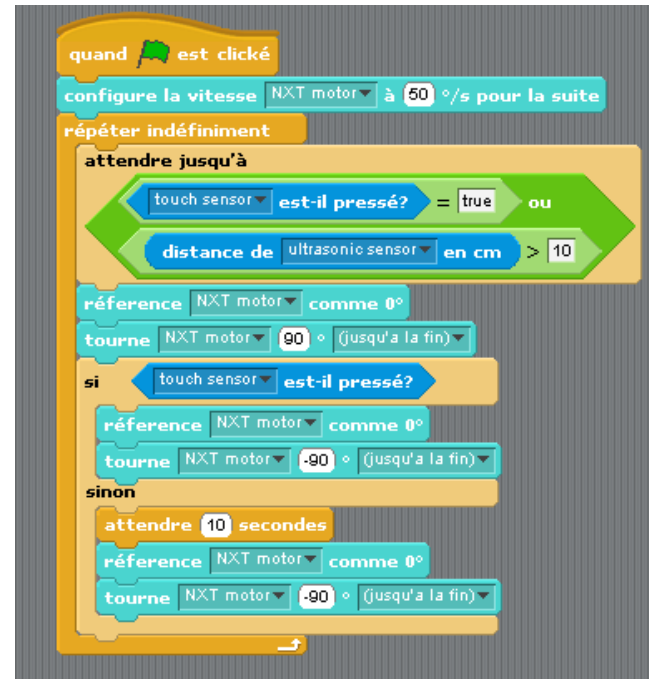 quand est clické
configure la vitesse NXT motor à 50 °/s pour la suite
répéter indéfiniment
attendre jusqu'à
touch sensor est-il pressé? = true ou
distance de ultrasonic sensor en cm > 10
réference NXT motor comme 0°
tourne NXT motor 90 ° (jusqu'a la fin)
si touch sensor est-il pressé?
réference NXT motor comme 0°
tourne NXT motor -90 ° (jusqu'a la fin)
sinon
attendre 10 secondes
réference NXT motor comme 0°
tourne NXT motor -90 ° (jusqu'a la fin)